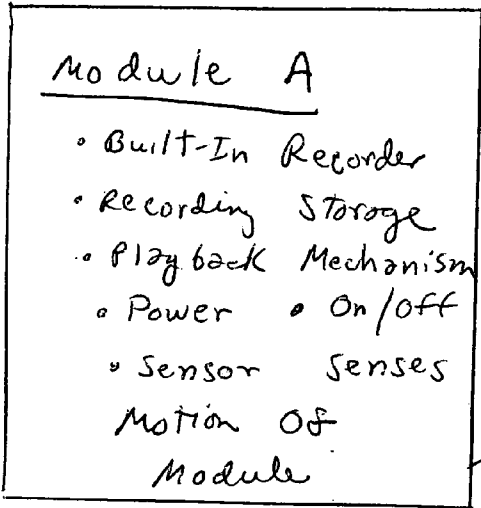 Module A
• Built-In Recorder
• Recording Storage
• Playback Mechanism
• Power • On/Off
• Sensor Senses
Motion Of
Module